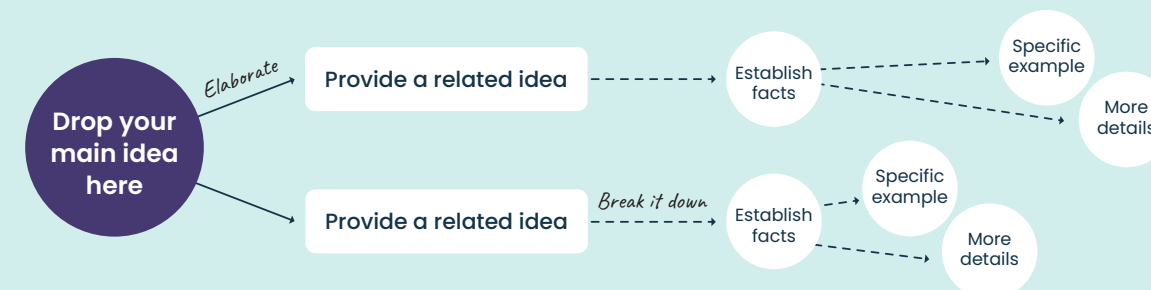 Drop your
main idea
here
Elaborate
Provide a related idea
Establish
facts
Specific
example
More
details
Provide a related idea
Break it down
Establish
facts
Specific
example
More
details